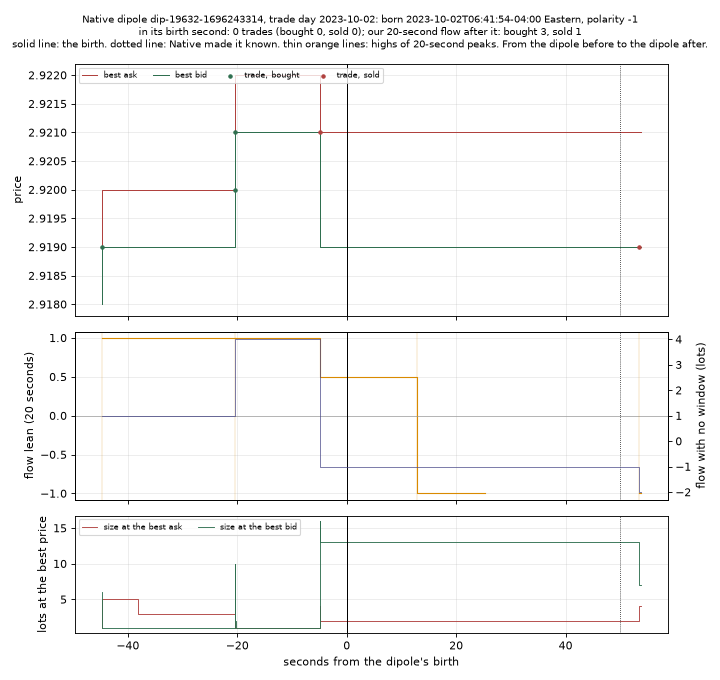 Native dipole dip-19632-1696243314, trade day 2023-10-02: born 2023-10-02T06:41:54-04:00 Eastern, polarity -1
in its birth second: 0 trades (bought 0, sold 0); our 20-second flow after it: bought 3, sold 1
solid line: the birth. dotted line: Native made it known. thin orange lines: highs of 20-second peaks. From the dipole before to the dipole after.
best ask
best bid
trade, bought
trade, sold
2.9220
2.9215
2.9210
2.9205
2.9200
2.9195
2.9190
2.9185
2.9180
price
1.0
0.5
0.0
−0.5
−1.0
flow lean (20 seconds)
4
3
2
1
0
−1
−2
flow with no window (lots)
size at the best ask
size at the best bid
15
10
5
lots at the best price
−40
−20
0
20
40
seconds from the dipole's birth